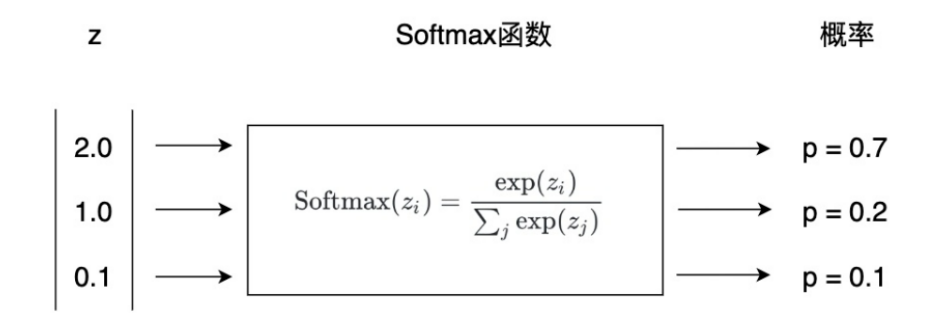 z Softmax函数 概率
2.0 p = 0.7
Softmax(z_i) = exp(z_i) / ∑_j exp(z_j)
1.0 p = 0.2
0.1 p = 0.1